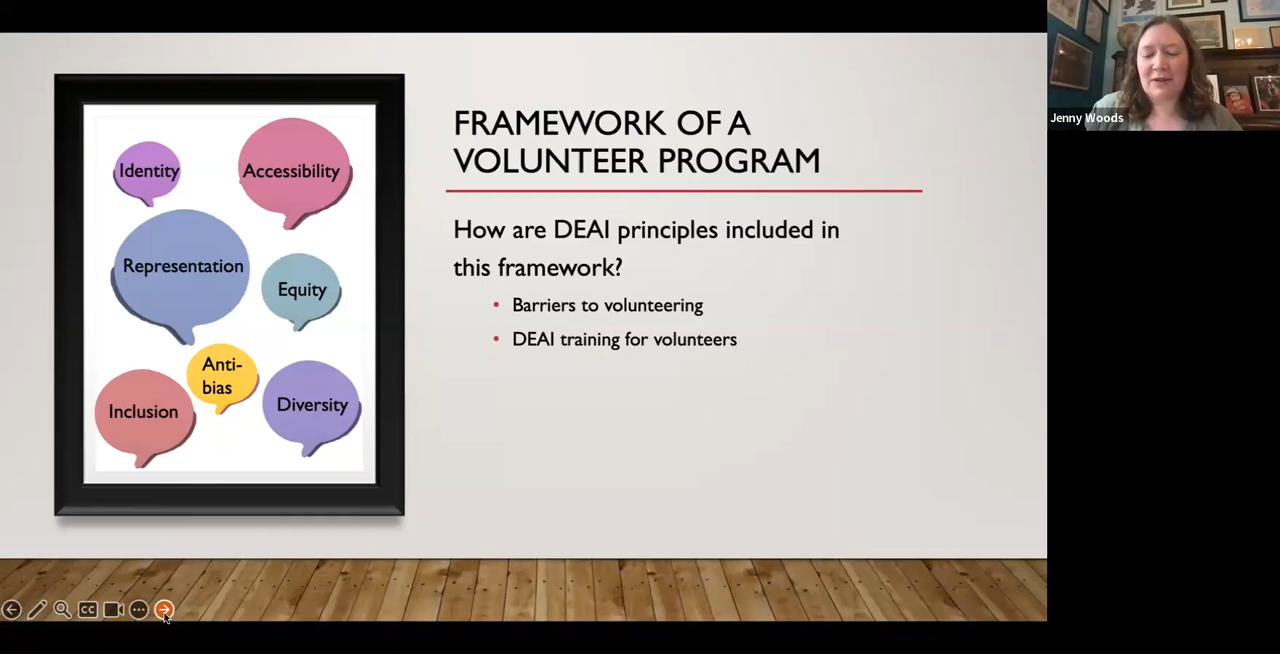 FRAMEWORK OF A
VOLUNTEER PROGRAM
How are DEAI principles included in
this framework?
• Barriers to volunteering
• DEAI training for volunteers
Identity
Accessibility
Representation
Equity
Anti-
bias
Inclusion
Diversity
Jenny Woods
CC